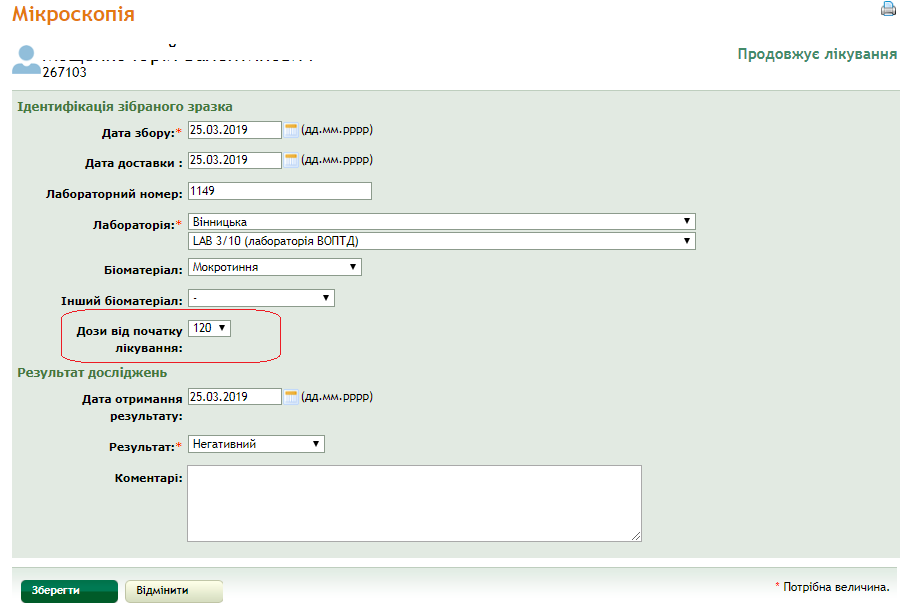 Мікроскопія
267103
Продовжує лікування
Ідентифікація зібраного зразка
Дата збору:* 25.03.2019 (дд.мм.рррр)
Дата доставки : 25.03.2019 (дд.мм.рррр)
Лабораторний номер: 1149
Лабораторія:* Вінницька
LAB 3/10 (лабораторія ВОПТД)
Біоматеріал: Мокротиння
Інший біоматеріал: -
Дози від початку 120
лікування:
Результат досліджень
Дата отримання 25.03.2019 (дд.мм.рррр)
результату:
Результат:* Негативний
Коментарі:
Зберегти Відмінити * Потрібна величина.